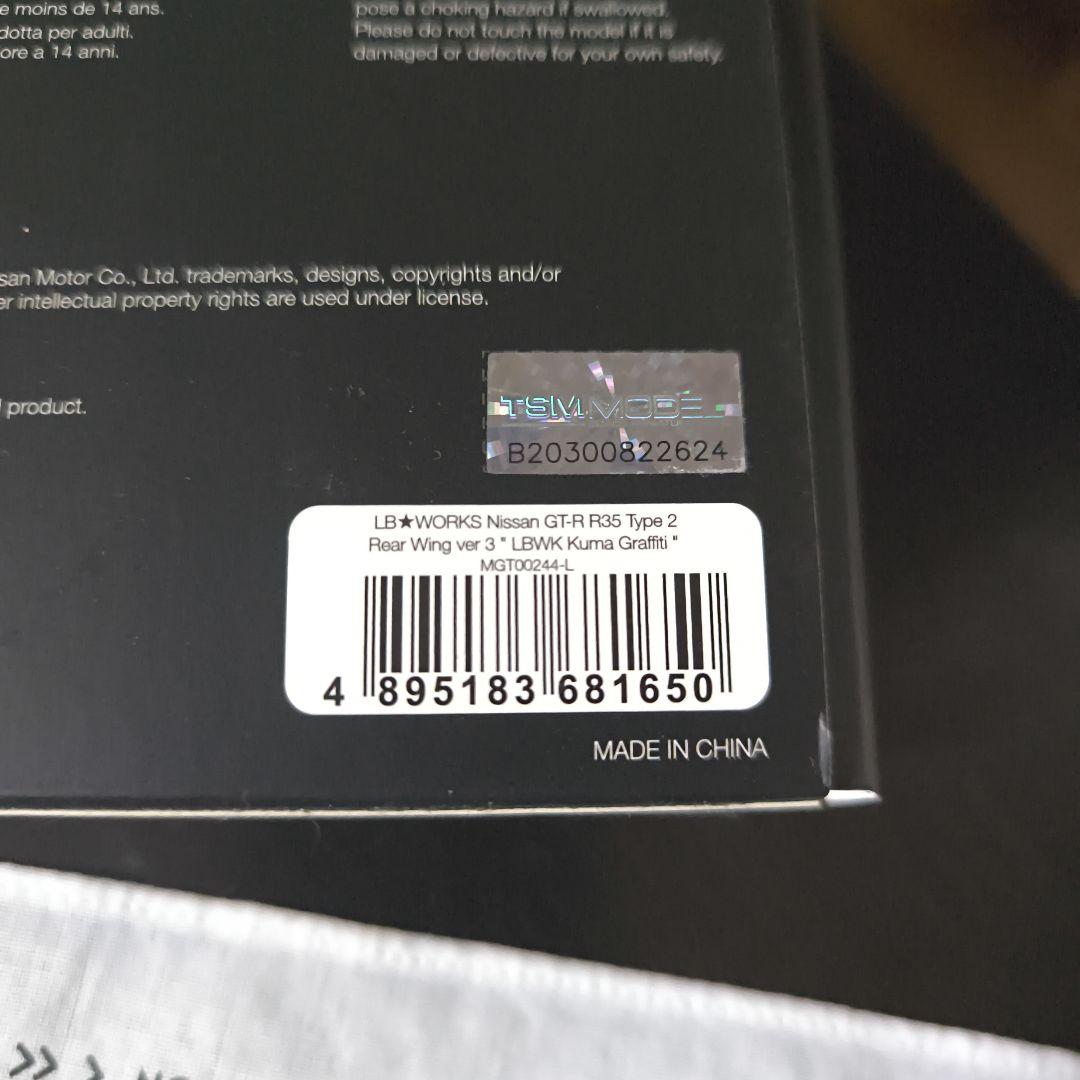 e moins de 14 ans.
dotta per adulti.
ore a 14 anni.
pose a choking hazard if swallowed.
Please do not touch the model if it is
damaged or defective for your own safety.
san Motor Co., Ltd. trademarks, designs, copyrights and/or
er intellectual property rights are used under license.
product.
TSM MODEL
B20300822624
LB★WORKS Nissan GT-R R35 Type 2
Rear Wing ver 3 " LBWK Kuma Graffiti "
MGT00244-L
4 895183 681650
MADE IN CHINA